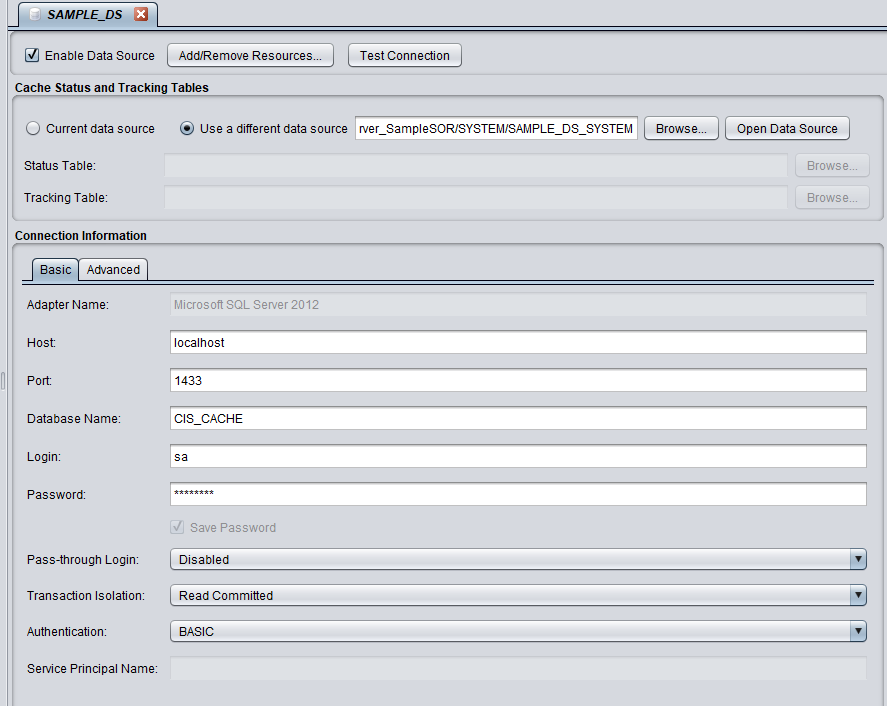 SAMPLE_DS
Enable Data Source Add/Remove Resources... Test Connection
Cache Status and Tracking Tables
Current data source Use a different data source rver_SampleSOR/SYSTEM/SAMPLE_DS_SYSTEM Browse... Open Data Source
Status Table: Browse...
Tracking Table: Browse...
Connection Information
Basic Advanced
Adapter Name: Microsoft SQL Server 2012
Host: localhost
Port: 1433
Database Name: CIS_CACHE
Login: sa
Password: ********
Save Password
Pass-through Login: Disabled
Transaction Isolation: Read Committed
Authentication: BASIC
Service Principal Name: